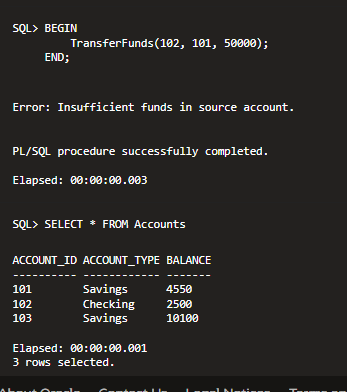 SQL> BEGIN
TransferFunds(102, 101, 50000);
END;
Error: Insufficient funds in source account.
PL/SQL procedure successfully completed.
Elapsed: 00:00:00.003
SQL> SELECT * FROM Accounts
ACCOUNT_ID ACCOUNT_TYPE BALANCE
---------- ------------ -------
101 Savings 4550
102 Checking 2500
103 Savings 10100
Elapsed: 00:00:00.001
3 rows selected.
About Oracle Contact Us Legal Notices Terms